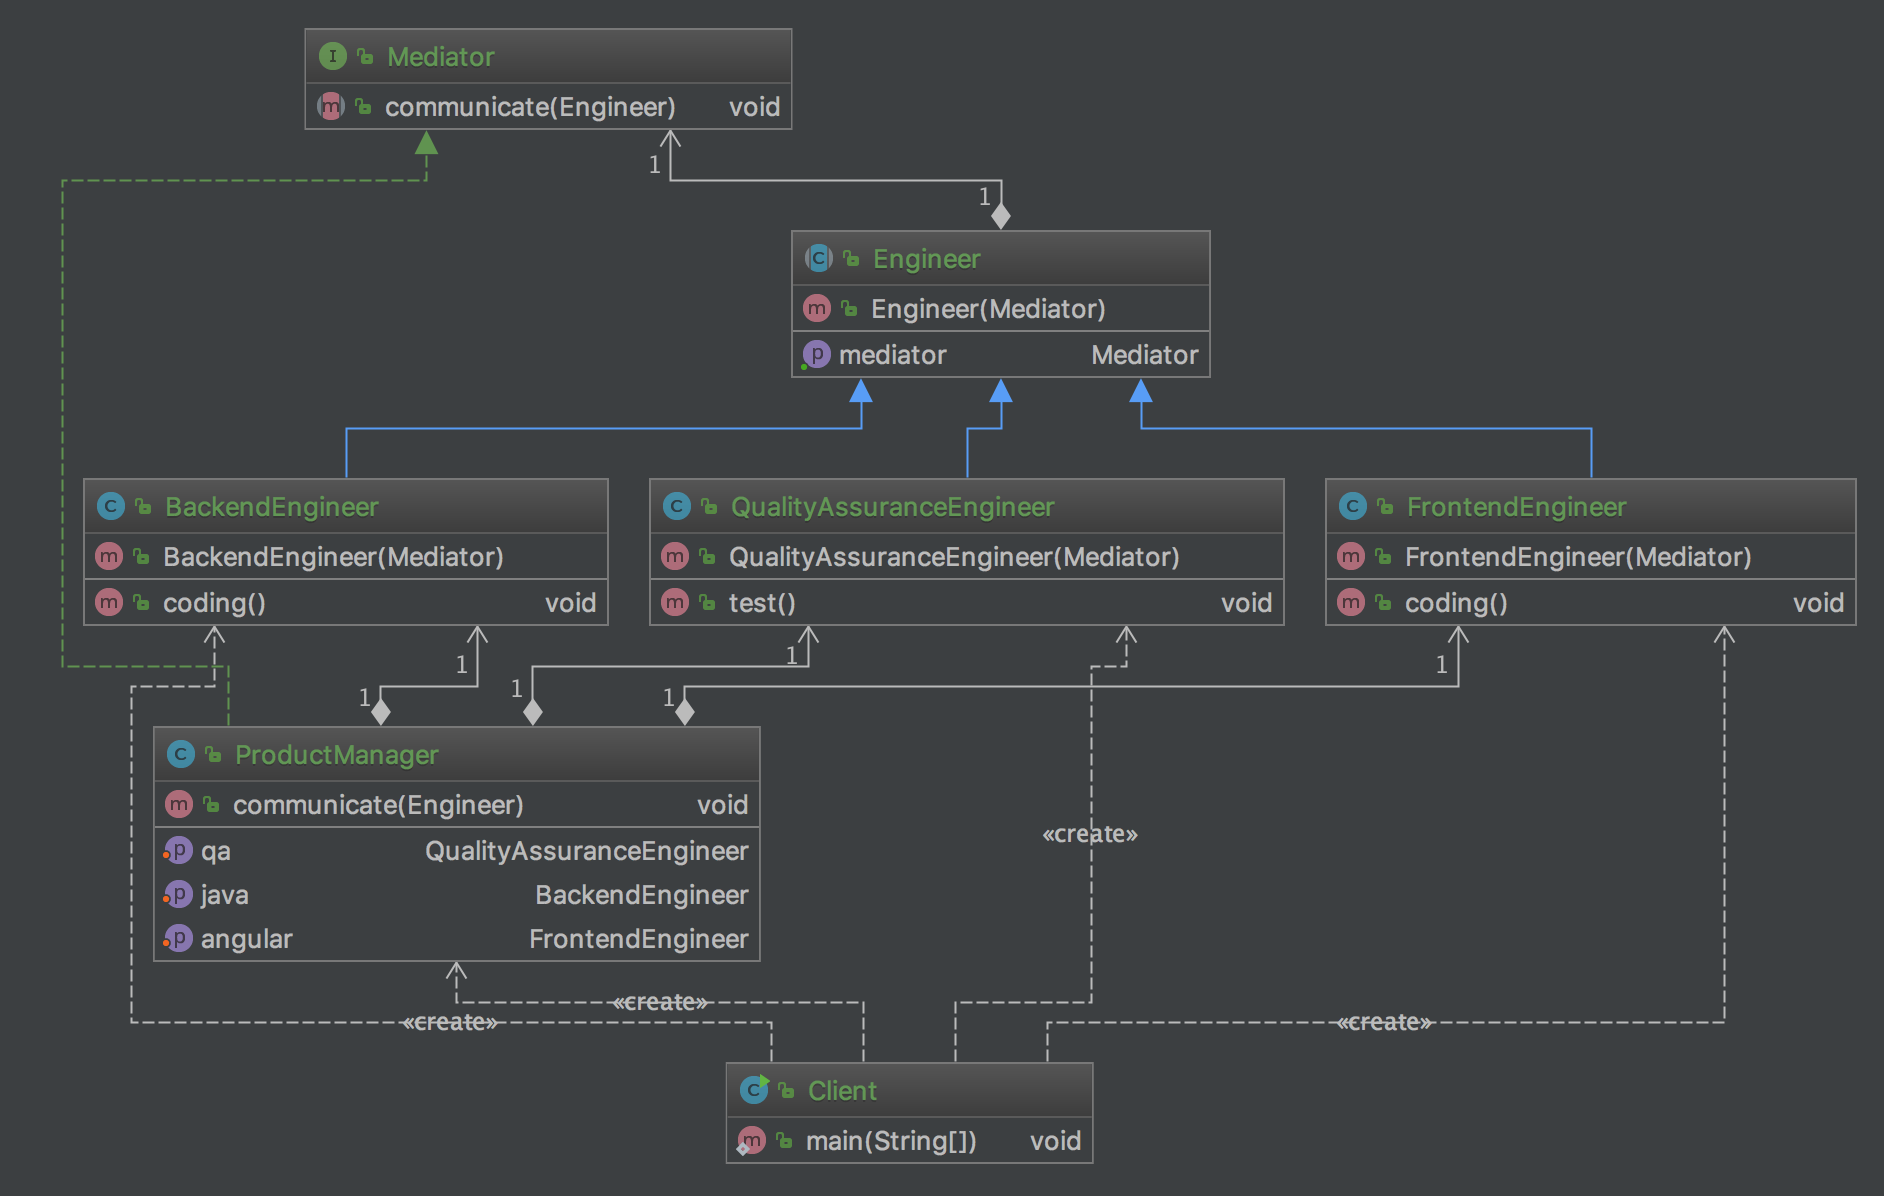 I Mediator
m communicate(Engineer) void
1
1
C Engineer
m Engineer(Mediator)
p mediator Mediator
C BackendEngineer
m BackendEngineer(Mediator)
m coding() void
C QualityAssuranceEngineer
m QualityAssuranceEngineer(Mediator)
m test() void
C FrontendEngineer
m FrontendEngineer(Mediator)
m coding() void
1 1 1
1 1 1
C ProductManager
m communicate(Engineer) void
p qa QualityAssuranceEngineer
p java BackendEngineer
p angular FrontendEngineer
«create»
«create»
«create»
«create»
C Client
m main(String[]) void